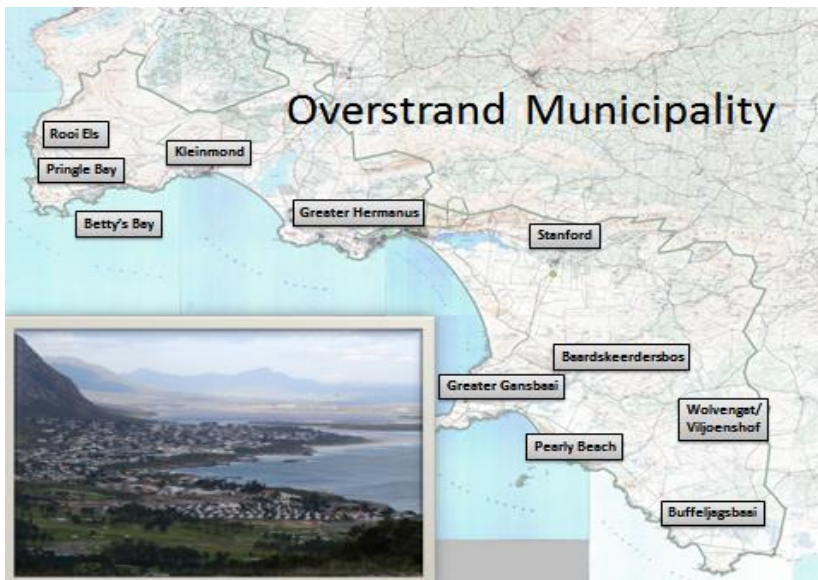 Overstrand Municipality
Rooi Els
Kleinmond
Pringle Bay
Betty's Bay
Greater Hermanus
Stanford
Baardskeerdersbos
Greater Gansbaai
Wolvengat/
Viljoenshof
Pearly Beach
Buffeljagsbaai